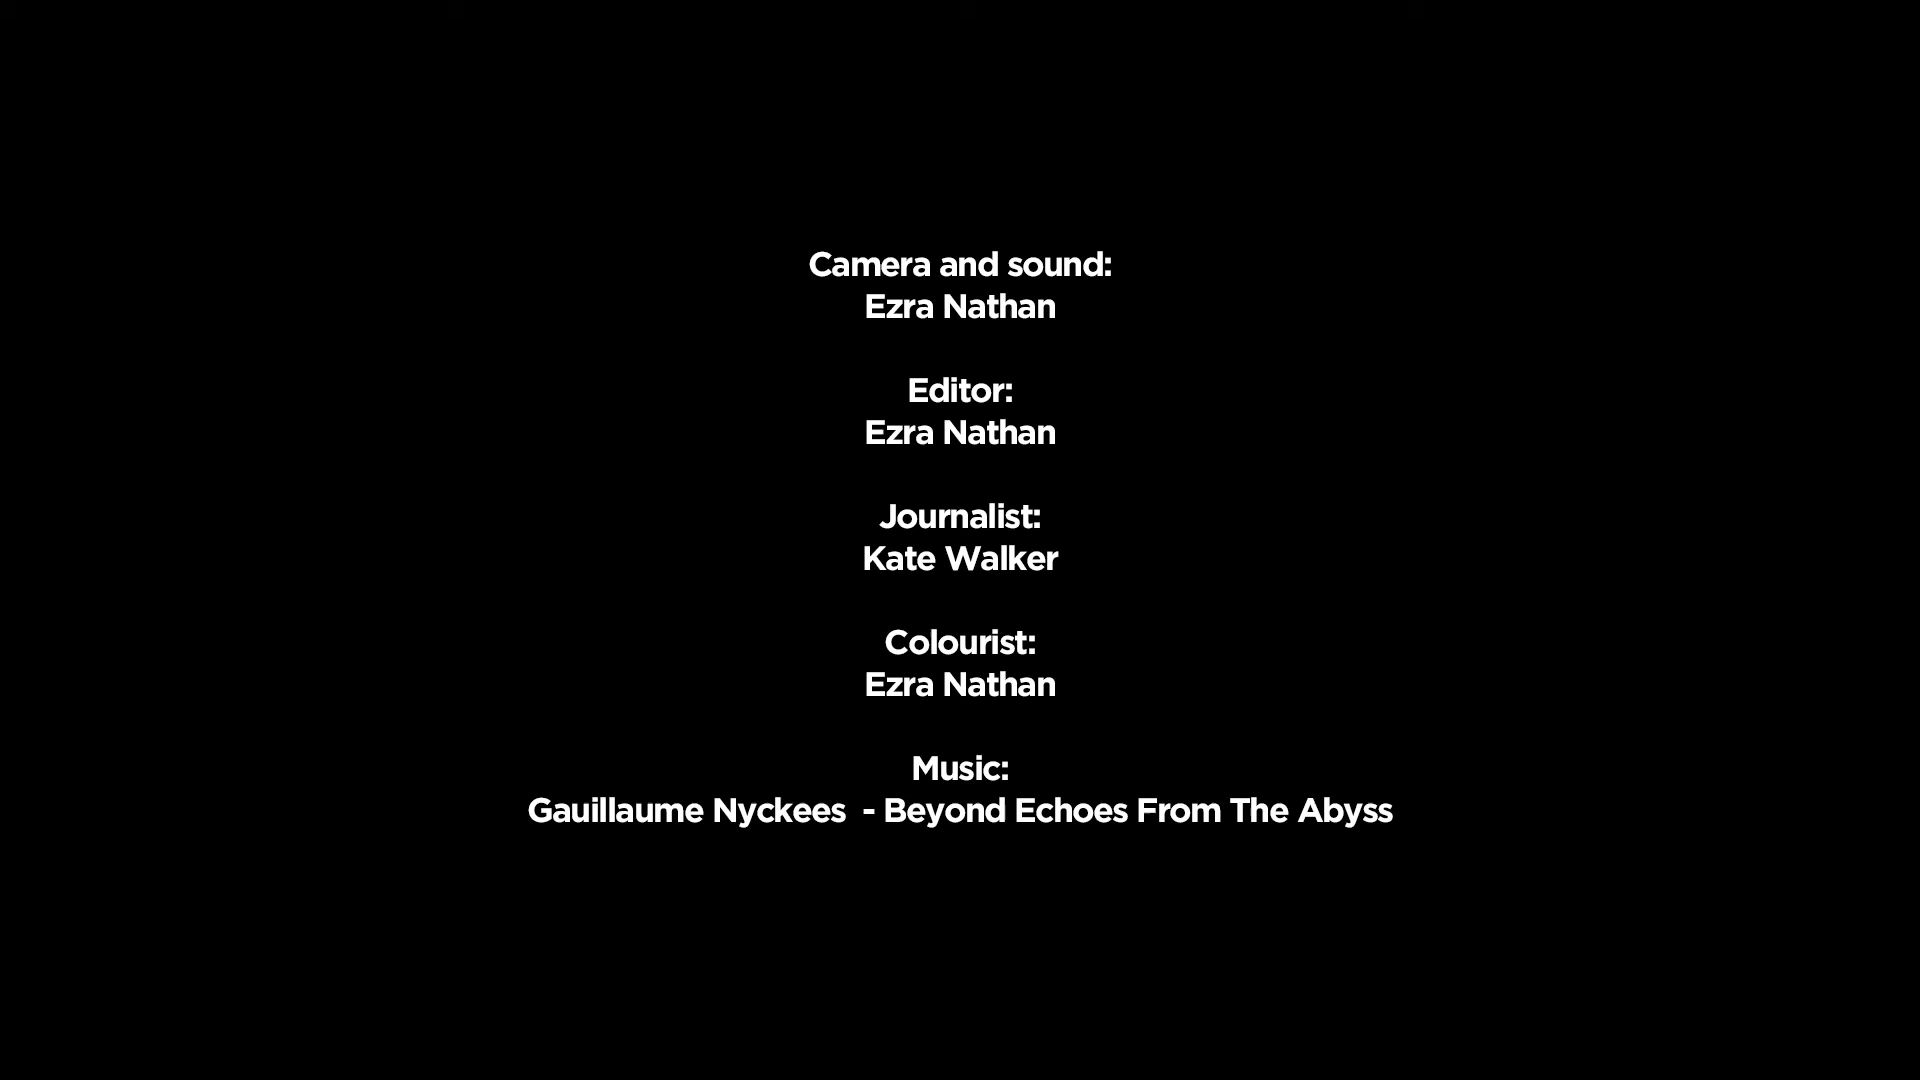 Camera and sound:
Ezra Nathan
Editor:
Ezra Nathan
Journalist:
Kate Walker
Colourist:
Ezra Nathan
Music:
Gauillaume Nyckees  - Beyond Echoes From The Abyss